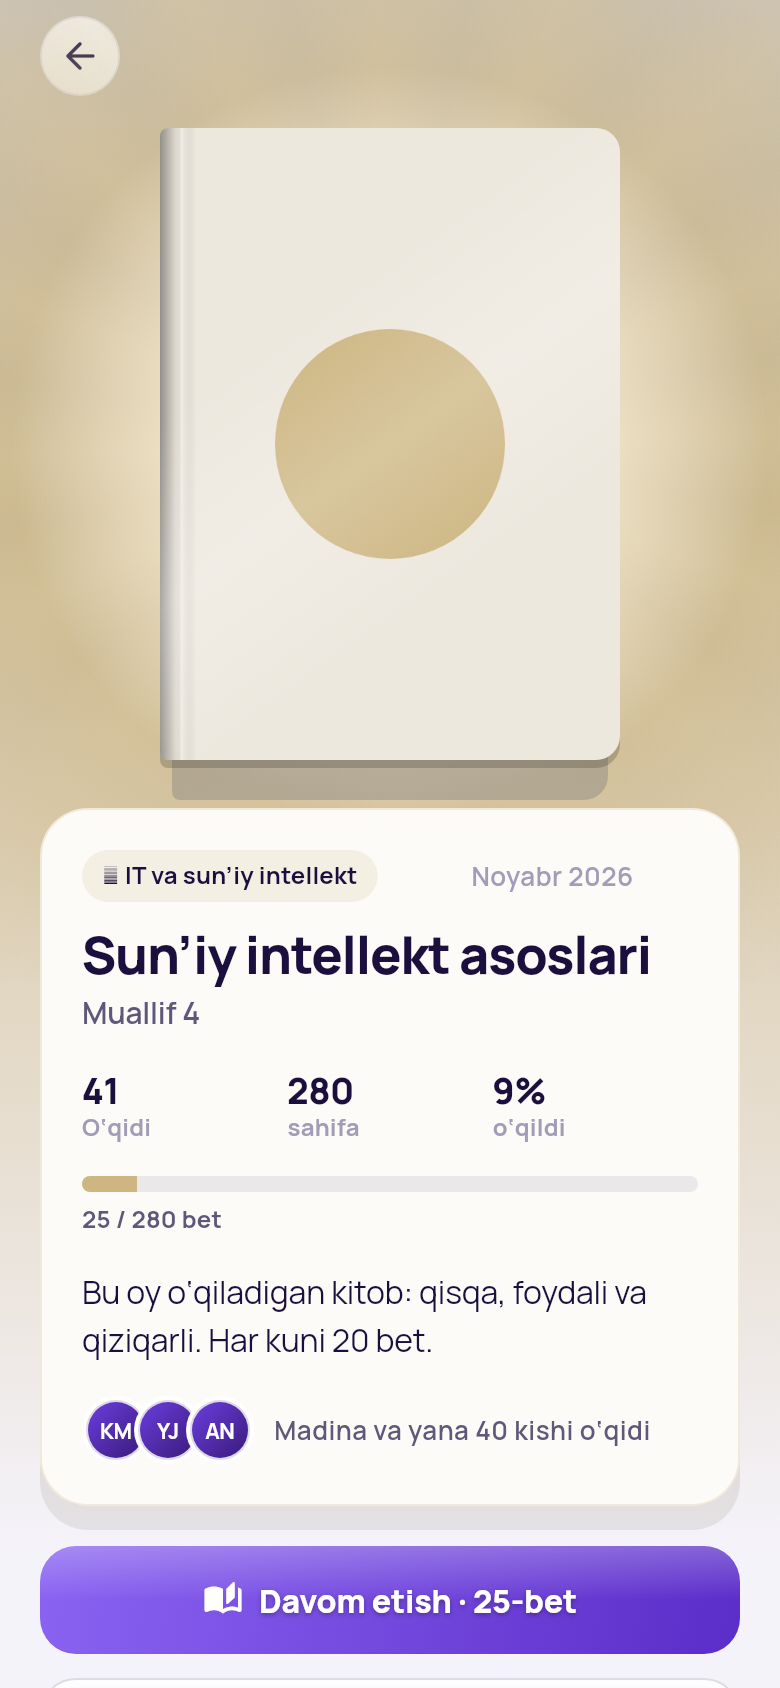 IT va sun’iy intellekt
Noyabr 2026
Sun’iy intellekt asoslari
Muallif 4
41
280
9%
O‘qidi
sahifa
o‘qildi
25 / 280 bet
Bu oy o‘qiladigan kitob: qisqa, foydali va
qiziqarli. Har kuni 20 bet.
KM
YJ
AN
Madina va yana 40 kishi o‘qidi
Davom etish · 25-bet